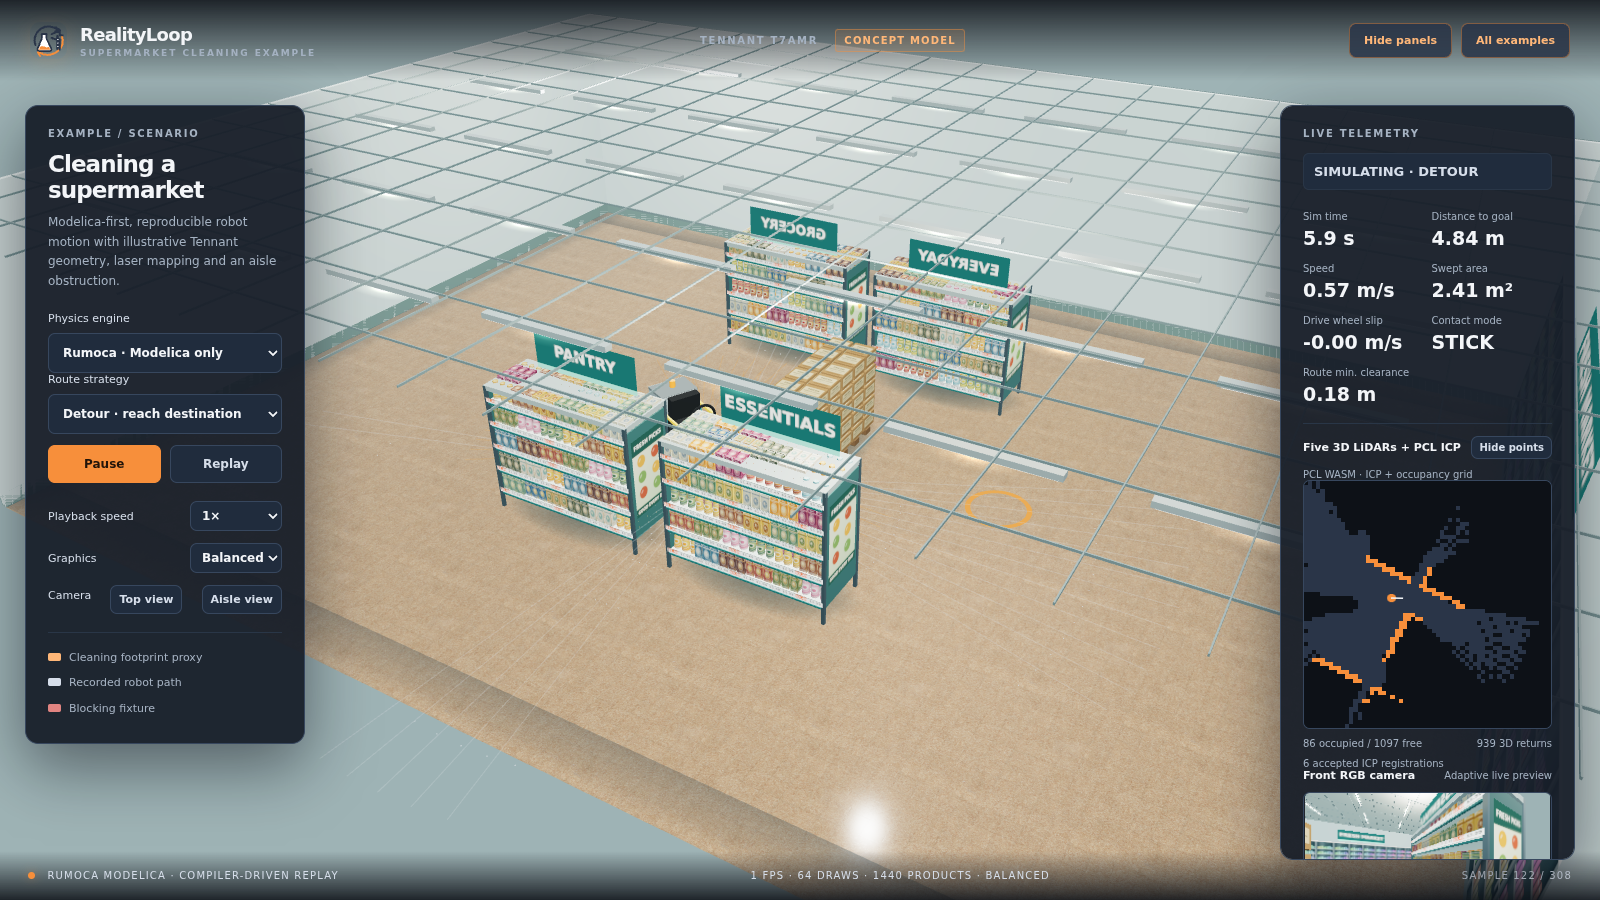 RealityLoop
SUPERMARKET CLEANING EXAMPLE
TENNANT T7AMR
CONCEPT MODEL
Hide panels
All examples
EXAMPLE / SCENARIO
Cleaning a
supermarket
Modelica-first, reproducible robot
motion with illustrative Tennant
geometry, laser mapping and an aisle
obstruction.
Physics engine
Rumoca · Modelica only
Route strategy
Detour · reach destination
Pause
Replay
Playback speed
1×
Graphics
Balanced
Camera
Top view
Aisle view
Cleaning footprint proxy
Recorded robot path
Blocking fixture
GROCERY
EVERYDAY
PANTRY
ESSENTIALS
FRESH PICKS
FRESH PICKS
LIVE TELEMETRY
SIMULATING · DETOUR
Sim time
Distance to goal
5.9 s
4.84 m
Speed
Swept area
0.57 m/s
2.41 m²
Drive wheel slip
Contact mode
-0.00 m/s
STICK
Route min. clearance
0.18 m
Five 3D LiDARs + PCL ICP
Hide points
PCL WASM · ICP + occupancy grid
86 occupied / 1097 free
939 3D returns
6 accepted ICP registrations
Front RGB camera
Adaptive live preview
FRESH PICKS
RUMOCA MODELICA · COMPILER-DRIVEN REPLAY
1 FPS · 64 DRAWS · 1440 PRODUCTS · BALANCED
SAMPLE 122 / 308